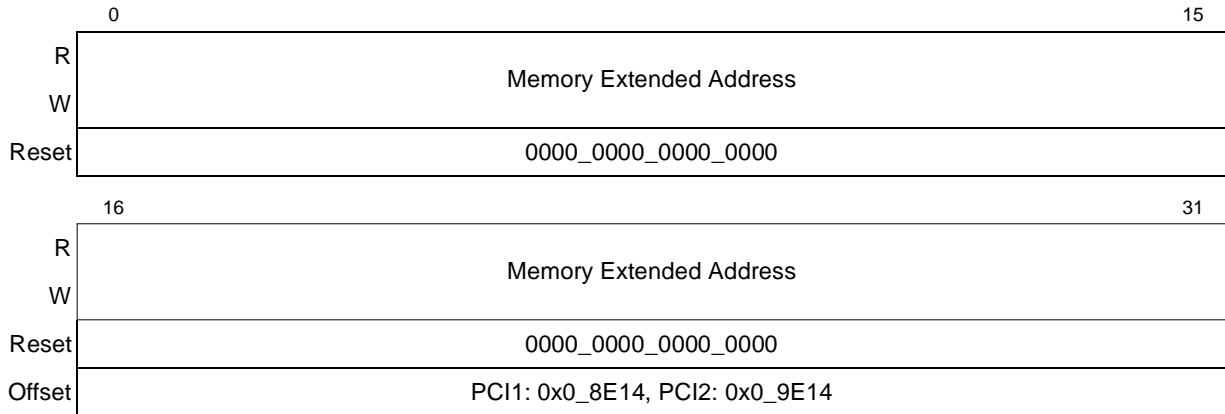 0 15
R
Memory Extended Address
W
Reset 0000_0000_0000_0000
16 31
R
Memory Extended Address
W
Reset 0000_0000_0000_0000
Offset PCI1: 0x0_8E14, PCI2: 0x0_9E14